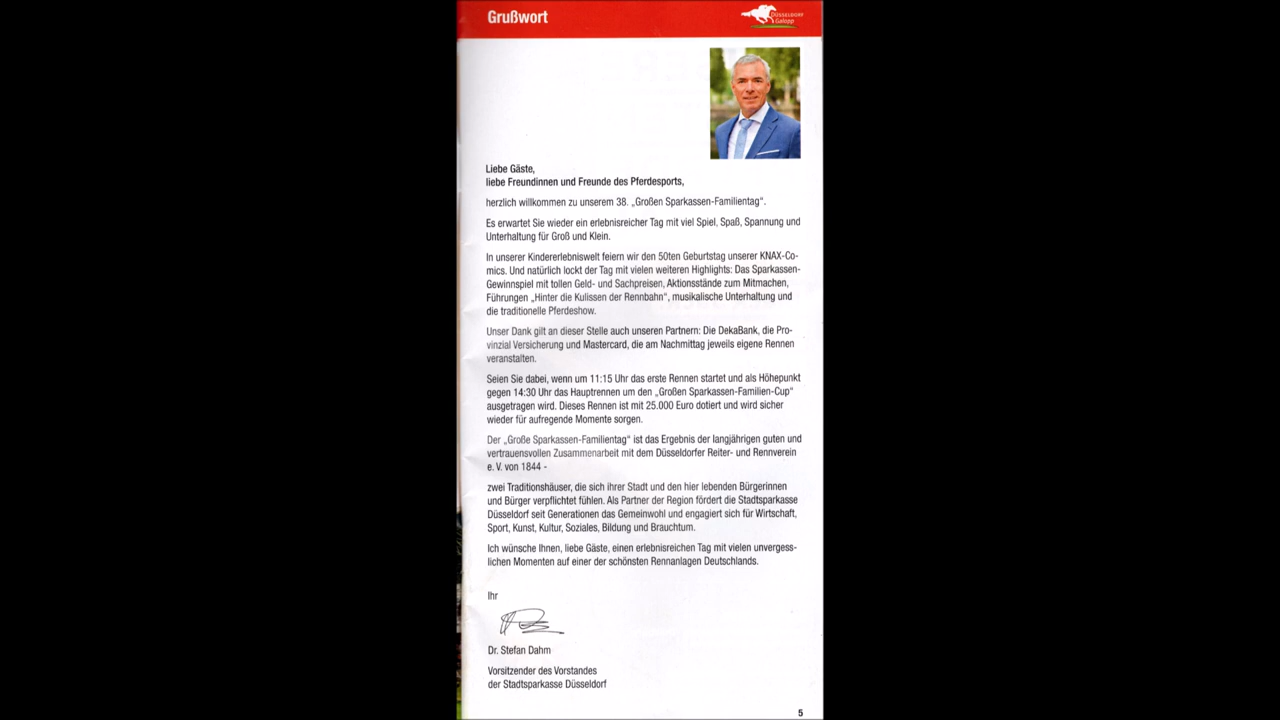 Grußwort
DÜSSELDORF
Galopp
Liebe Gäste,
liebe Freundinnen und Freunde des Pferdesports,
herzlich willkommen zu unserem 38. „Großen Sparkassen-Familientag“.
Es erwartet Sie wieder ein erlebnisreicher Tag mit viel Spiel, Spaß, Spannung und
Unterhaltung für Groß und Klein.
In unserer Kindererlebniswelt feiern wir den 50ten Geburtstag unserer KNAX-Co-
mics. Und natürlich lockt der Tag mit vielen weiteren Highlights: Das Sparkassen-
Gewinnspiel mit tollen Geld- und Sachpreisen, Aktionsstände zum Mitmachen,
Führungen „Hinter die Kulissen der Rennbahn“, musikalische Unterhaltung und
die traditionelle Pferdeshow.
Unser Dank gilt an dieser Stelle auch unseren Partnern: Die DekaBank, die Pro-
vinzial Versicherung und Mastercard, die am Nachmittag jeweils eigene Rennen
veranstalten.
Seien Sie dabei, wenn um 11:15 Uhr das erste Rennen startet und als Höhepunkt
gegen 14:30 Uhr das Hauptrennen um den „Großen Sparkassen-Familien-Cup“
ausgetragen wird. Dieses Rennen ist mit 25.000 Euro dotiert und wird sicher
wieder für aufregende Momente sorgen.
Der „Große Sparkassen-Familientag“ ist das Ergebnis der langjährigen guten und
vertrauensvollen Zusammenarbeit mit dem Düsseldorfer Reiter- und Rennverein
e. V. von 1844 -
zwei Traditionshäuser, die sich ihrer Stadt und den hier lebenden Bürgerinnen
und Bürger verpflichtet fühlen. Als Partner der Region fördert die Stadtsparkasse
Düsseldorf seit Generationen das Gemeinwohl und engagiert sich für Wirtschaft,
Sport, Kunst, Kultur, Soziales, Bildung und Brauchtum.
Ich wünsche Ihnen, liebe Gäste, einen erlebnisreichen Tag mit vielen unvergess-
lichen Momenten auf einer der schönsten Rennanlagen Deutschlands.
Ihr
Dr. Stefan Dahm
Vorsitzender des Vorstandes
der Stadtsparkasse Düsseldorf
5